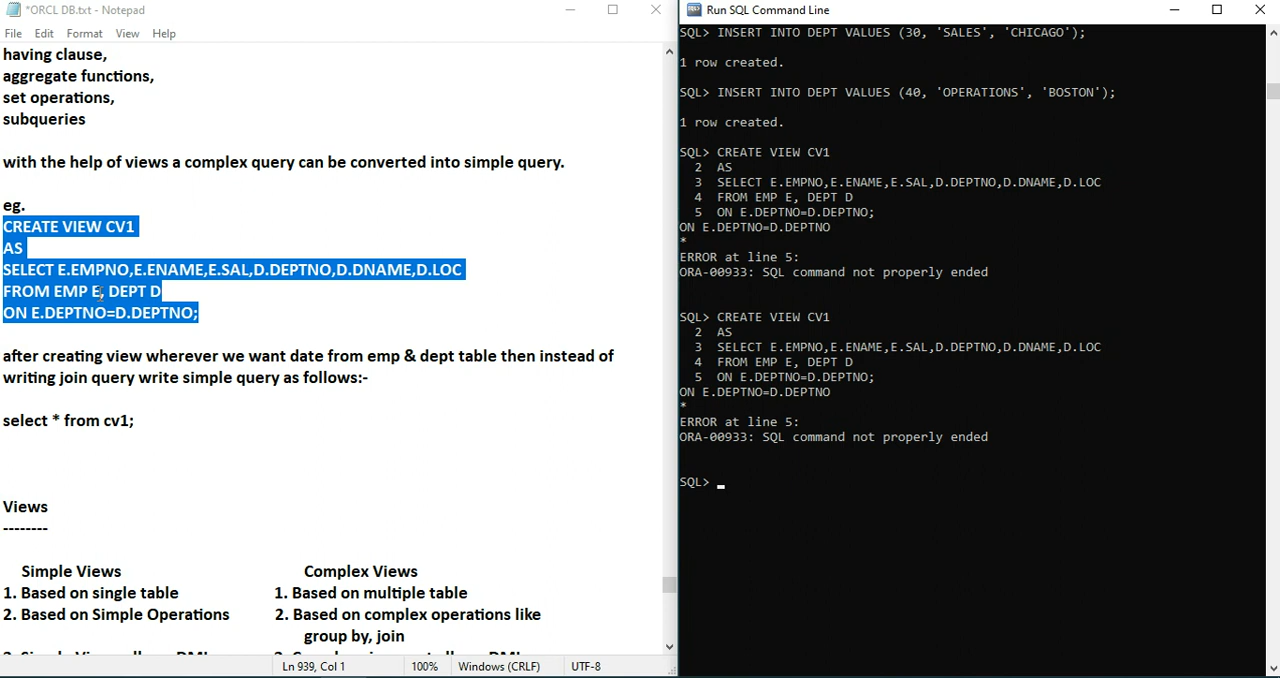 *ORCL DB.txt - Notepad
File Edit Format View Help
having clause,
aggregate functions,
set operations,
subqueries
with the help of views a complex query can be converted into simple query.
eg.
CREATE VIEW CV1
AS
SELECT E.EMPNO,E.ENAME,E.SAL,D.DEPTNO,D.DNAME,D.LOC
FROM EMP E, DEPT D
ON E.DEPTNO=D.DEPTNO;
after creating view wherever we want date from emp & dept table then instead of
writing join query write simple query as follows:-
select * from cv1;
Views
--------
Simple Views Complex Views
1. Based on single table 1. Based on multiple table
2. Based on Simple Operations 2. Based on complex operations like
group by, join
Ln 939, Col 1 100% Windows (CRLF) UTF-8
Run SQL Command Line
SQL> INSERT INTO DEPT VALUES (30, 'SALES', 'CHICAGO');
1 row created.
SQL> INSERT INTO DEPT VALUES (40, 'OPERATIONS', 'BOSTON');
1 row created.
SQL> CREATE VIEW CV1
2 AS
3 SELECT E.EMPNO,E.ENAME,E.SAL,D.DEPTNO,D.DNAME,D.LOC
4 FROM EMP E, DEPT D
5 ON E.DEPTNO=D.DEPTNO;
ON E.DEPTNO=D.DEPTNO
*
ERROR at line 5:
ORA-00933: SQL command not properly ended
SQL> CREATE VIEW CV1
2 AS
3 SELECT E.EMPNO,E.ENAME,E.SAL,D.DEPTNO,D.DNAME,D.LOC
4 FROM EMP E, DEPT D
5 ON E.DEPTNO=D.DEPTNO;
ON E.DEPTNO=D.DEPTNO
*
ERROR at line 5:
ORA-00933: SQL command not properly ended
SQL>